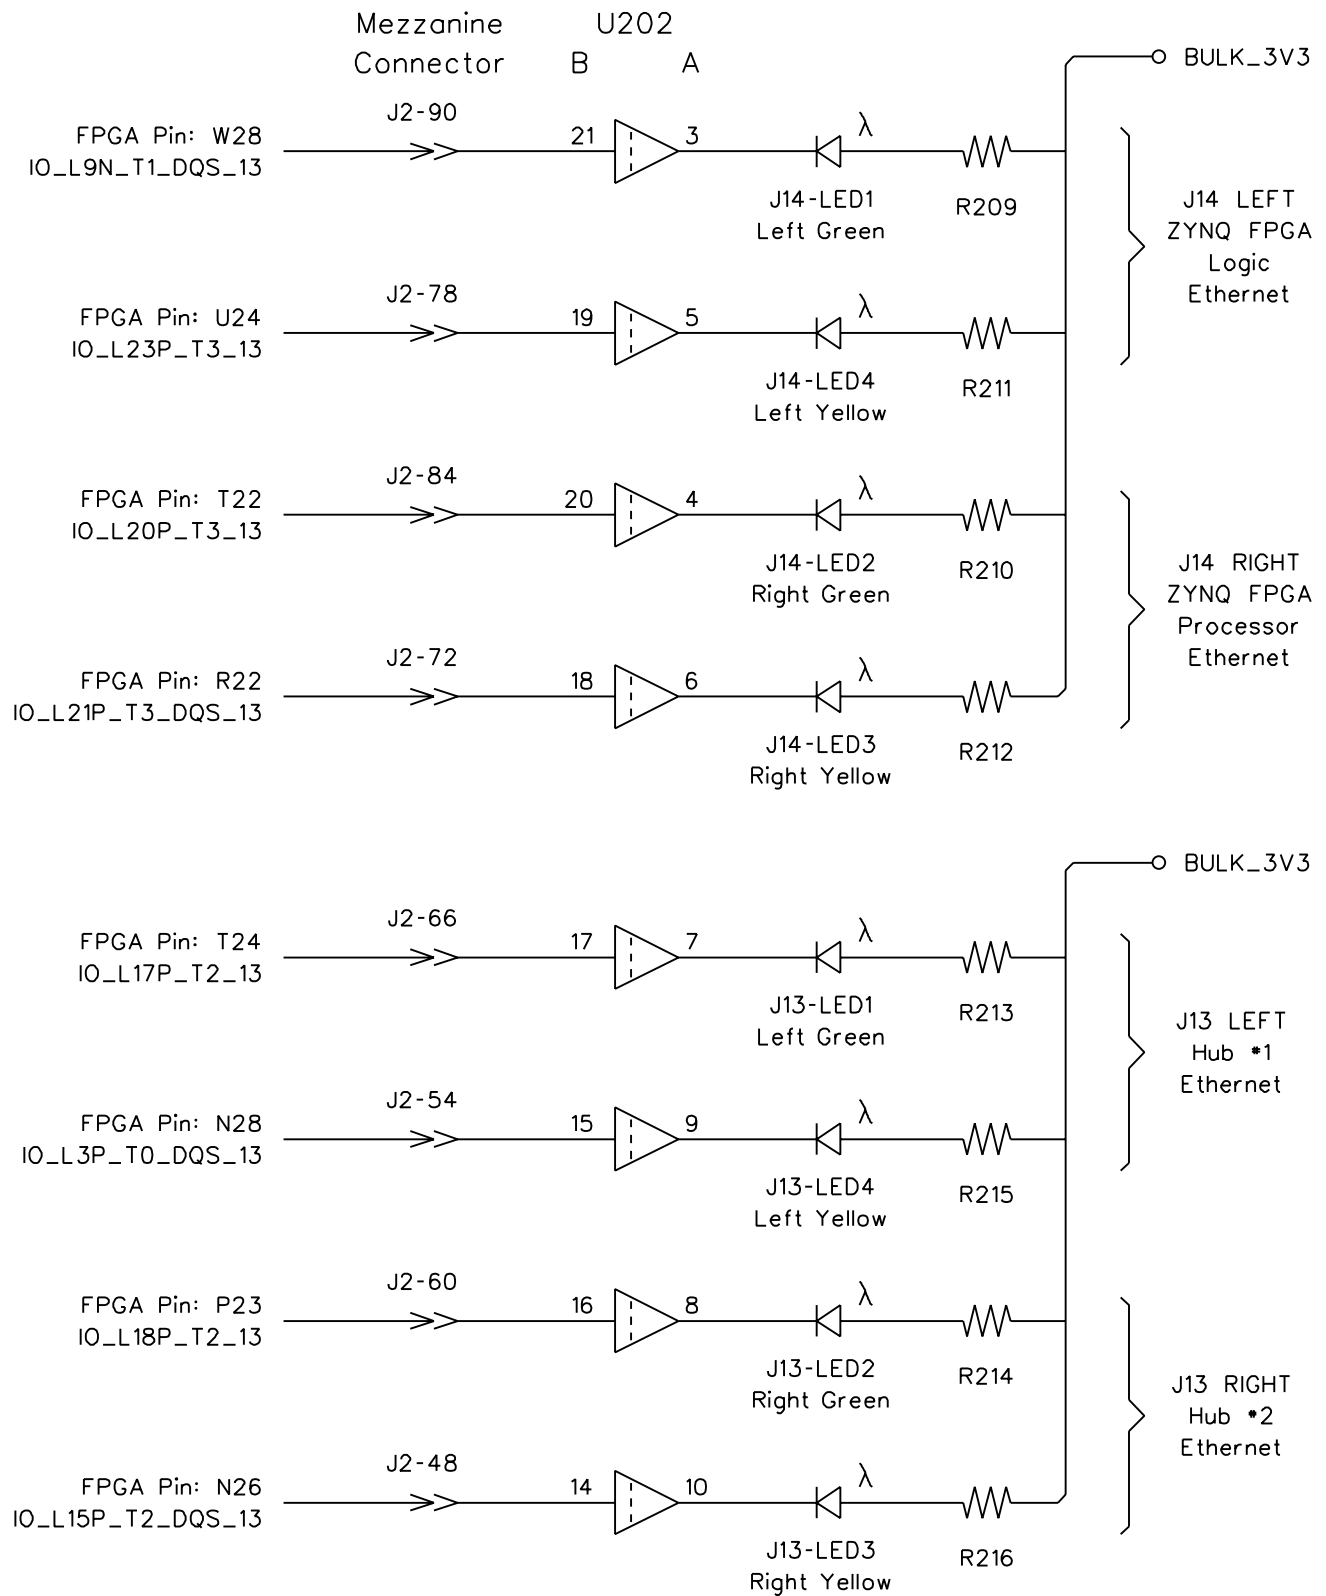 Mezzanine
Connector
U202
B
A
BULK_3V3
FPGA Pin: W28
IO_L9N_T1_DQS_13
J2-90
21
3
λ
J14-LED1
Left Green
R209
J14 LEFT
ZYNQ FPGA
Logic
Ethernet
FPGA Pin: U24
IO_L23P_T3_13
J2-78
19
5
λ
J14-LED4
Left Yellow
R211
FPGA Pin: T22
IO_L20P_T3_13
J2-84
20
4
λ
J14-LED2
Right Green
R210
J14 RIGHT
ZYNQ FPGA
Processor
Ethernet
FPGA Pin: R22
IO_L21P_T3_DQS_13
J2-72
18
6
λ
J14-LED3
Right Yellow
R212
BULK_3V3
FPGA Pin: T24
IO_L17P_T2_13
J2-66
17
7
λ
J13-LED1
Left Green
R213
J13 LEFT
Hub #1
Ethernet
FPGA Pin: N28
IO_L3P_T0_DQS_13
J2-54
15
9
λ
J13-LED4
Left Yellow
R215
FPGA Pin: P23
IO_L18P_T2_13
J2-60
16
8
λ
J13-LED2
Right Green
R214
J13 RIGHT
Hub #2
Ethernet
FPGA Pin: N26
IO_L15P_T2_DQS_13
J2-48
14
10
λ
J13-LED3
Right Yellow
R216